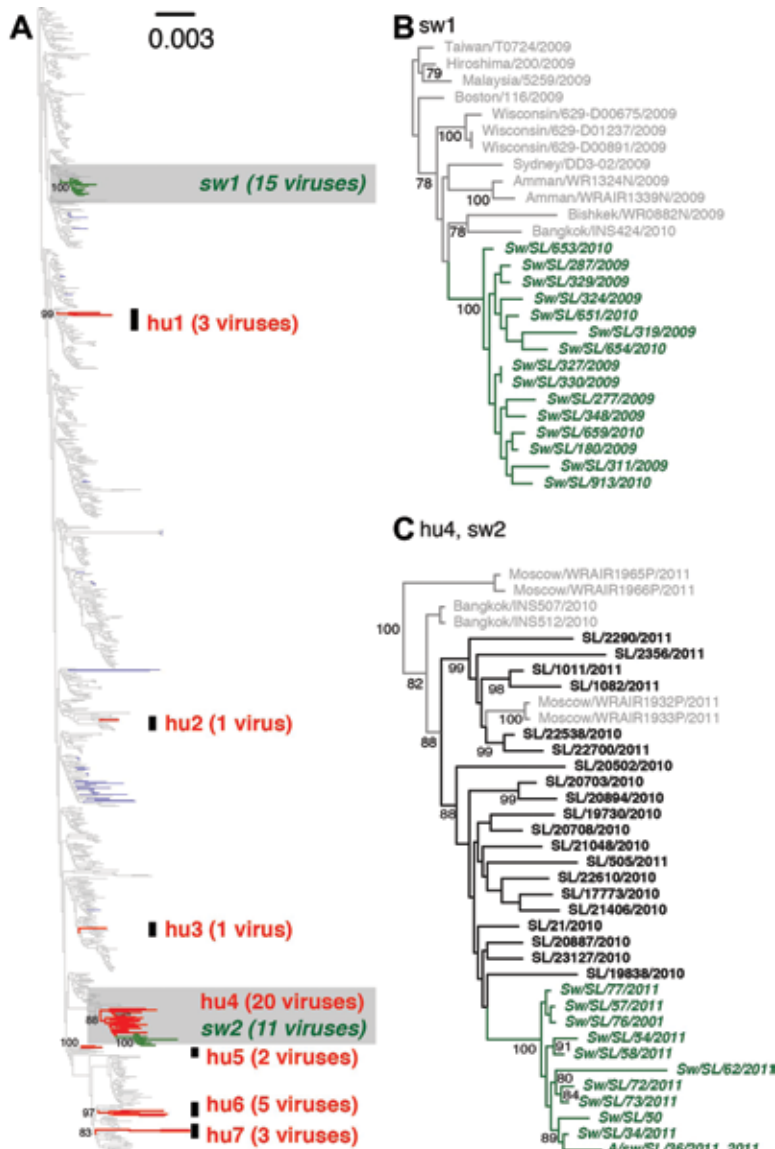 A
0.003
100
sw1 (15 viruses)
99
hu1 (3 viruses)
hu2 (1 virus)
hu3 (1 virus)
hu4 (20 viruses)
88
sw2 (11 viruses)
100
100
hu5 (2 viruses)
97
hu6 (5 viruses)
83
hu7 (3 viruses)
B sw1
Taiwan/T0724/2009
Hiroshima/200/2009
79
Malaysia/5259/2009
Boston/116/2009
Wisconsin/629-D00675/2009
100
Wisconsin/629-D01237/2009
Wisconsin/629-D00891/2009
Sydney/DD3-02/2009
78
Amman/WR1324N/2009
100
Amman/WRAIR1339N/2009
Bishkek/WR0882N/2009
78
Bangkok/INS424/2010
Sw/SL/653/2010
Sw/SL/287/2009
Sw/SL/329/2009
Sw/SL/324/2009
100
Sw/SL/651/2010
Sw/SL/319/2009
Sw/SL/654/2010
Sw/SL/327/2009
Sw/SL/330/2009
Sw/SL/277/2009
Sw/SL/348/2009
Sw/SL/659/2010
Sw/SL/180/2009
Sw/SL/311/2009
Sw/SL/913/2010
C hu4, sw2
Moscow/WRAIR1965P/2011
Moscow/WRAIR1966P/2011
Bangkok/INS507/2010
Bangkok/INS512/2010
100
SL/2290/2011
99
SL/2356/2011
SL/1011/2011
82
98
SL/1082/2011
Moscow/WRAIR1932P/2011
100
Moscow/WRAIR1933P/2011
88
SL/22538/2010
99
SL/22700/2011
SL/20502/2010
SL/20703/2010
99
SL/20894/2010
88
SL/19730/2010
SL/20708/2010
SL/21048/2010
SL/505/2011
SL/22610/2010
SL/17773/2010
SL/21406/2010
SL/21/2010
SL/20887/2010
SL/23127/2010
SL/19838/2010
Sw/SL/77/2011
Sw/SL/57/2011
Sw/SL/76/2001
Sw/SL/54/2011
100
91
Sw/SL/58/2011
Sw/SL/62/2011
80
Sw/SL/72/2011
84
Sw/SL/73/2011
Sw/SL/50
89
Sw/SL/34/2011
A/sw/SL/36/2011 2011